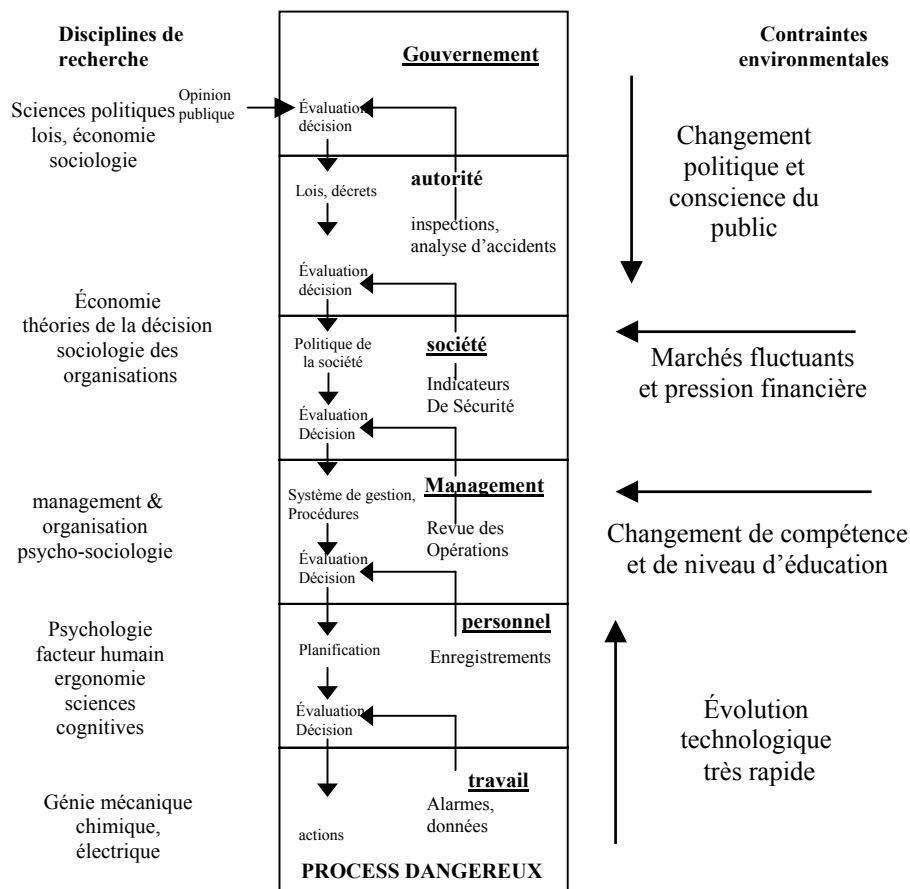 Disciplines de
recherche
Gouvernement
Contraintes
environmentales
Opinion
publique
Sciences politiques
lois, économie
sociologie
Évaluation
décision
Changement
politique et
conscience du
public
autorité
Lois, décrets
inspections,
analyse d’accidents
Évaluation
décision
Économie
théories de la décision
sociologie des
organisations
Politique de
la société
société
Indicateurs
De Sécurité
Évaluation
Décision
Marchés fluctuants
et pression financière
management &
organisation
psycho-sociologie
Système de gestion,
Procédures
Management
Revue des
Opérations
Évaluation
Décision
Changement de compétence
et de niveau d’éducation
Psychologie
facteur humain
ergonomie
sciences
cognitives
personnel
Planification
Enregistrements
Évaluation
Décision
Évolution
technologique
très rapide
Génie mécanique
chimique,
électrique
travail
Alarmes,
données
actions
PROCESS DANGEREUX